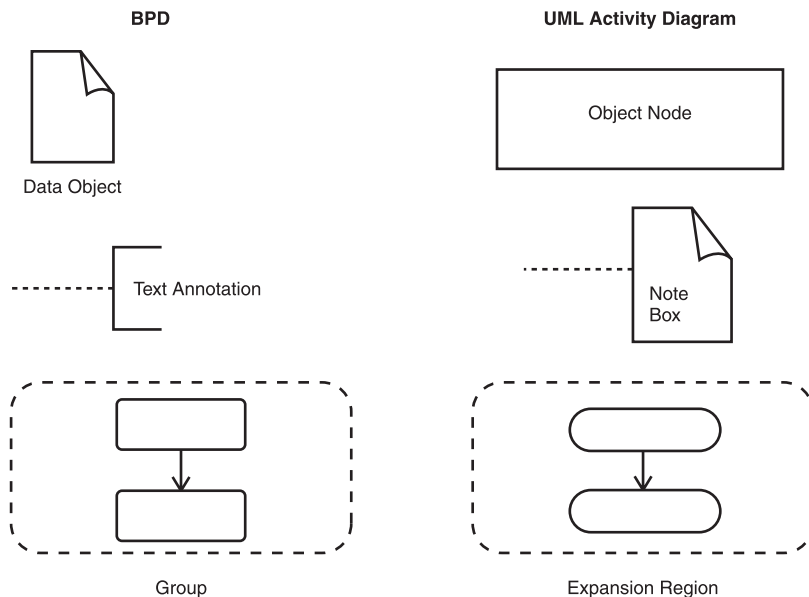 BPD
UML Activity Diagram
Object Node
Data Object
Text Annotation
Note
Box
Group
Expansion Region